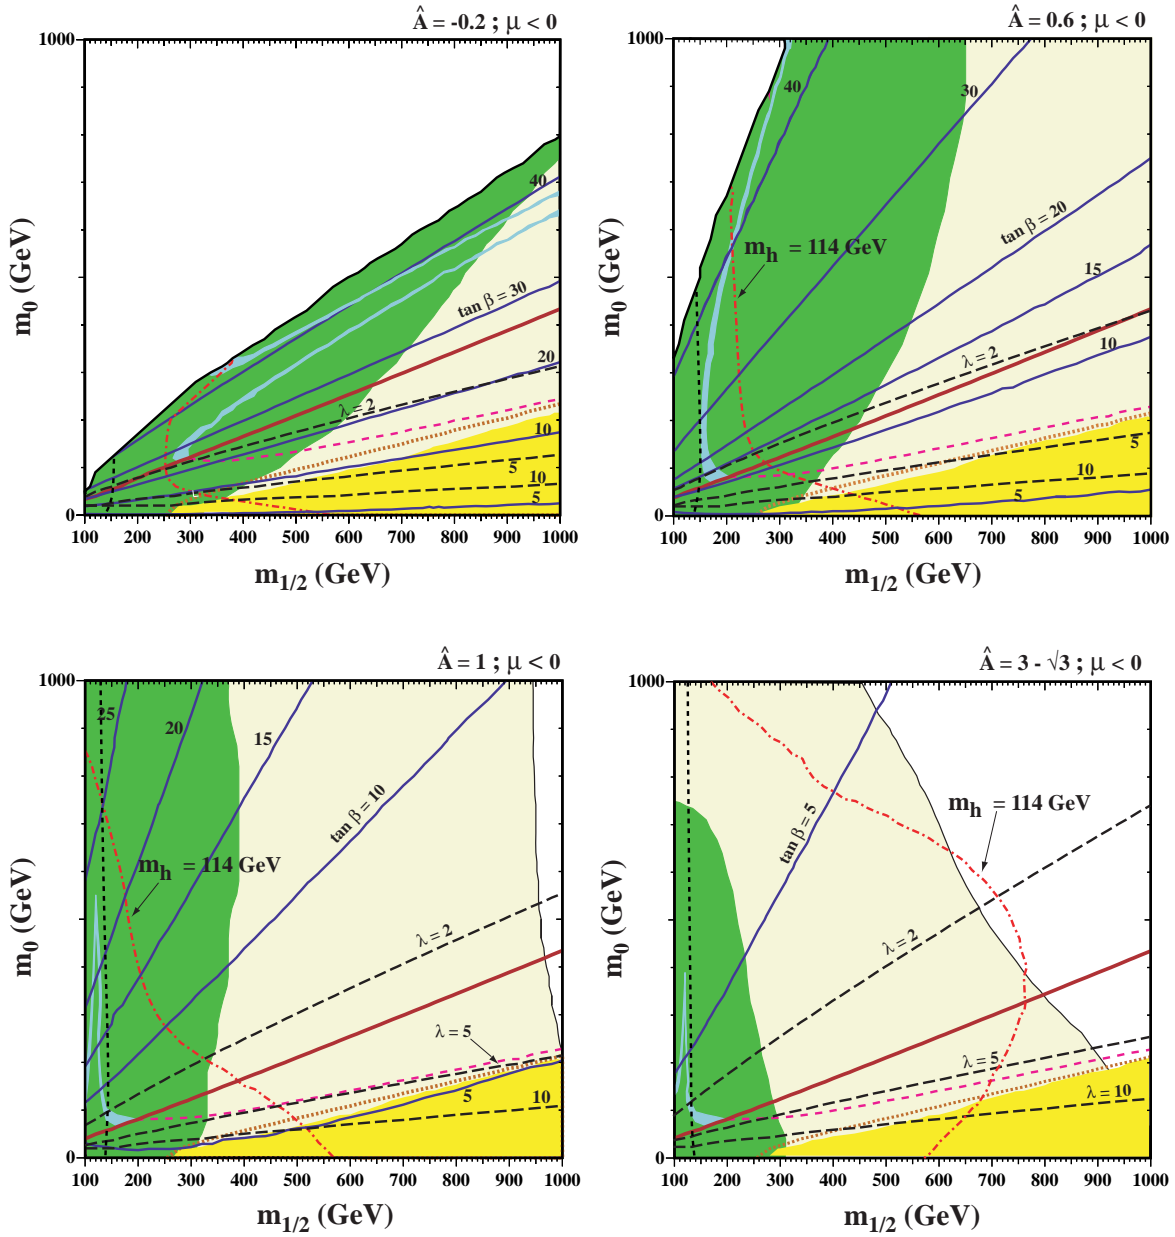 Â = -0.2 ; μ < 0
1000
m0 (GeV)
40
tan β = 30
20
λ = 2
10
5
10
5
0
100 200 300 400 500 600 700 800 900 1000
m1/2 (GeV)
Â = 0.6 ; μ < 0
1000
m0 (GeV)
40
30
tan β = 20
mh = 114 GeV
15
λ = 2
10
5
10
5
0
100 200 300 400 500 600 700 800 900 1000
m1/2 (GeV)
Â = 1 ; μ < 0
1000
m0 (GeV)
25
20
15
tan β = 10
mh = 114 GeV
λ = 2
λ = 5
5
10
0
100 200 300 400 500 600 700 800 900 1000
m1/2 (GeV)
Â = 3 - √3 ; μ < 0
1000
m0 (GeV)
tan β = 5
mh = 114 GeV
λ = 2
λ = 5
λ = 10
0
100 200 300 400 500 600 700 800 900 1000
m1/2 (GeV)